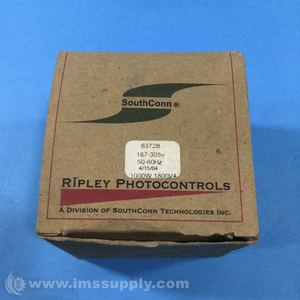 SouthConn ®
6372B
187-305v
50-60Hz
4/15/04
1000W 1800VA
RIPLEY PHOTOCONTROLS
A DIVISION OF SOUTHCONN TECHNOLOGIES INC.
© www.imssupply.com